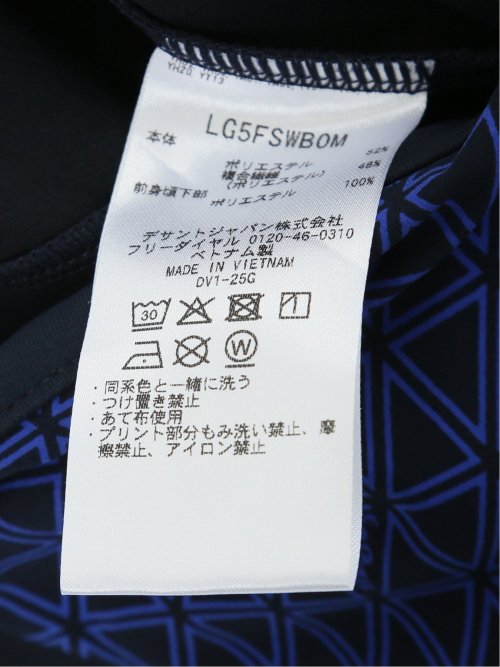 YH20, YY13
LG5FSWB0M
本体 ポリエステル 52%
複合繊維 48%
(ポリエステル)
前身頃下部 ポリエステル 100%
デサントジャパン株式会社
フリーダイヤル 0120-46-0310
ベトナム製
MADE IN VIETNAM
DV1-25G
30 1
W
・同系色と一緒に洗う
・つけ置き禁止
・あて布使用
・プリント部分もみ洗い禁止、摩
擦禁止、アイロン禁止